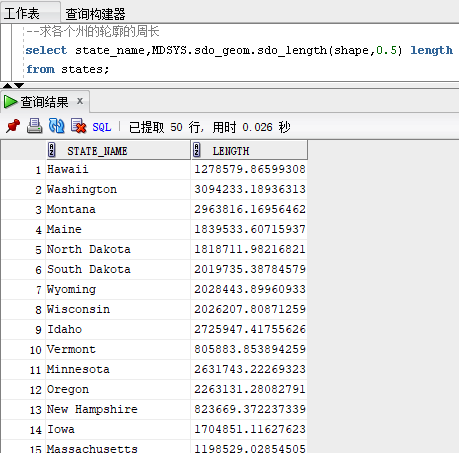 工作表 查询构建器
--求各个州的轮廓的周长
select state_name,MDSYS.sdo_geom.sdo_length(shape,0.5) length
from states;
查询结果 x
SQL | 已提取 50 行, 用时 0.026 秒
STATE_NAME LENGTH
1 Hawaii 1278579.86599308
2 Washington 3094233.18936313
3 Montana 2963816.16956462
4 Maine 1839533.60715937
5 North Dakota 1818711.98216821
6 South Dakota 2019735.38784579
7 Wyoming 2028443.89960933
8 Wisconsin 2026207.80871259
9 Idaho 2725947.41755626
10 Vermont 805883.853894259
11 Minnesota 2631743.22269323
12 Oregon 2263131.28082791
13 New Hampshire 823669.372237339
14 Iowa 1704851.11627623
15 Massachusetts 1198529.02854505